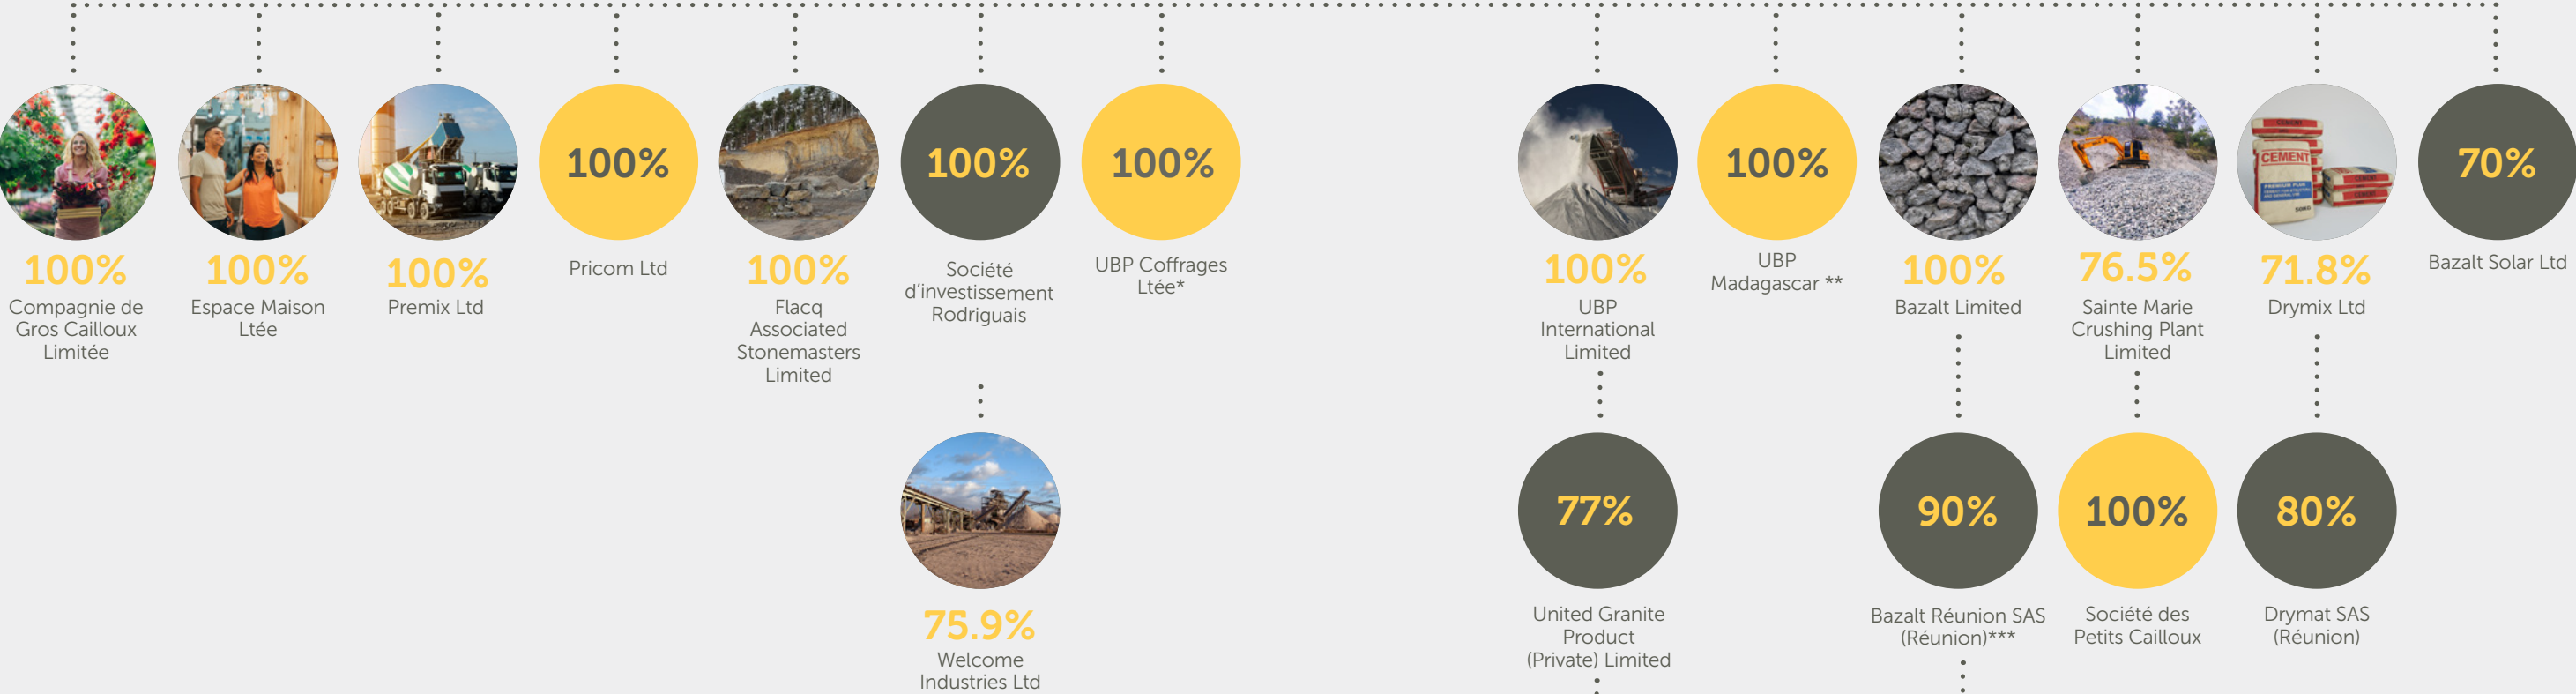 100%
Compagnie de
Gros Cailloux
Limitée
100%
Espace Maison
Ltée
100%
Premix Ltd
100%
Pricom Ltd
100%
Flacq
Associated
Stonemasters
Limited
100%
Société
d’investissement
Rodriguais
100%
UBP Coffrages
Ltée*
100%
UBP
International
Limited
100%
UBP
Madagascar **
100%
Bazalt Limited
76.5%
Sainte Marie
Crushing Plant
Limited
CEMENT
PREMIUM PLUS
71.8%
Drymix Ltd
70%
Bazalt Solar Ltd
75.9%
Welcome
Industries Ltd
77%
United Granite
Product
(Private) Limited
90%
Bazalt Réunion SAS
(Réunion)***
100%
Société des
Petits Cailloux
80%
Drymat SAS
(Réunion)